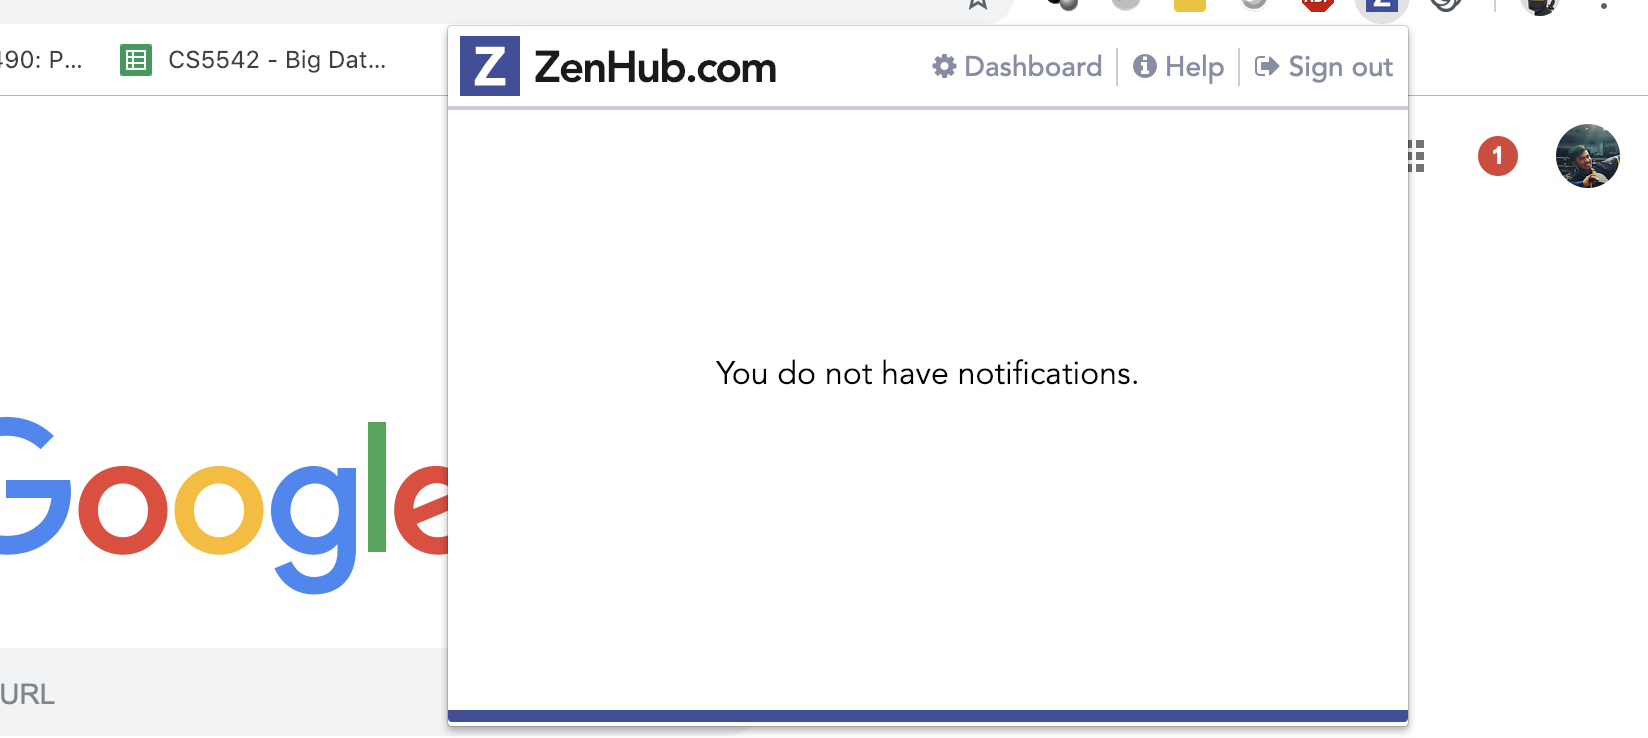 490: P...
CS5542 - Big Dat...
Z ZenHub.com Dashboard Help Sign out
1
You do not have notifications.
Google
URL